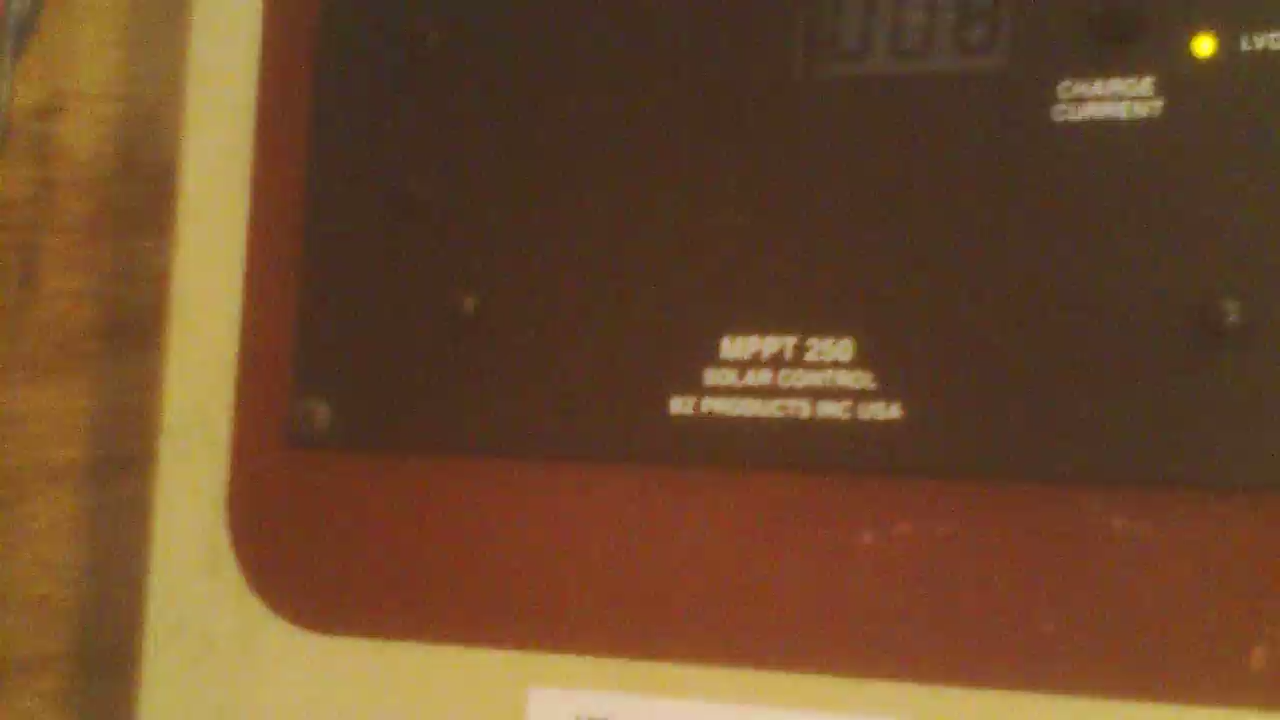 CHARGE
CURRENT
MPPT 250
SOLAR CONTROL
BZ PRODUCTS INC USA